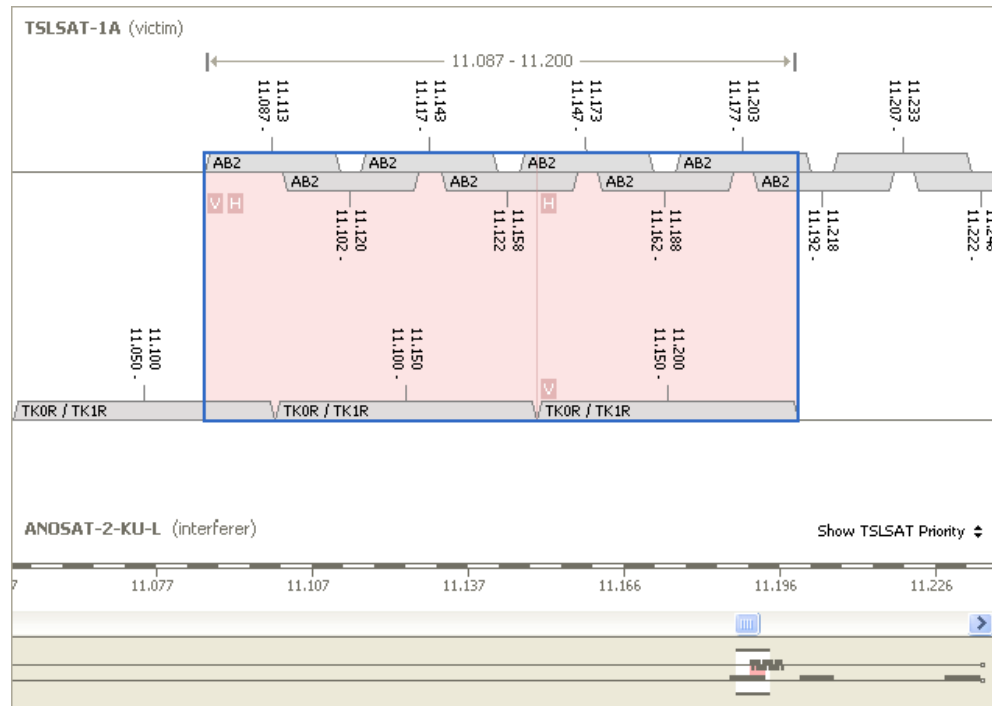 TSLSAT-1A (victim)
11.087 - 11.200
11.087 - 11.113
11.117 - 11.143
11.147 - 11.173
11.177 - 11.203
11.207 - 11.233
AB2
AB2
AB2
AB2
AB2
AB2
AB2
AB2
V H
H
11.102 - 11.120
11.122 11.158
11.162 - 11.188
11.192 - 11.218
11.222 -
11.050 - 11.100
11.100 - 11.150
11.150 - 11.200
V
TK0R / TK1R
TK0R / TK1R
TK0R / TK1R
ANOSAT-2-KU-L (interferer)
Show TSLSAT Priority
7 11.077 11.107 11.137 11.166 11.196 11.226